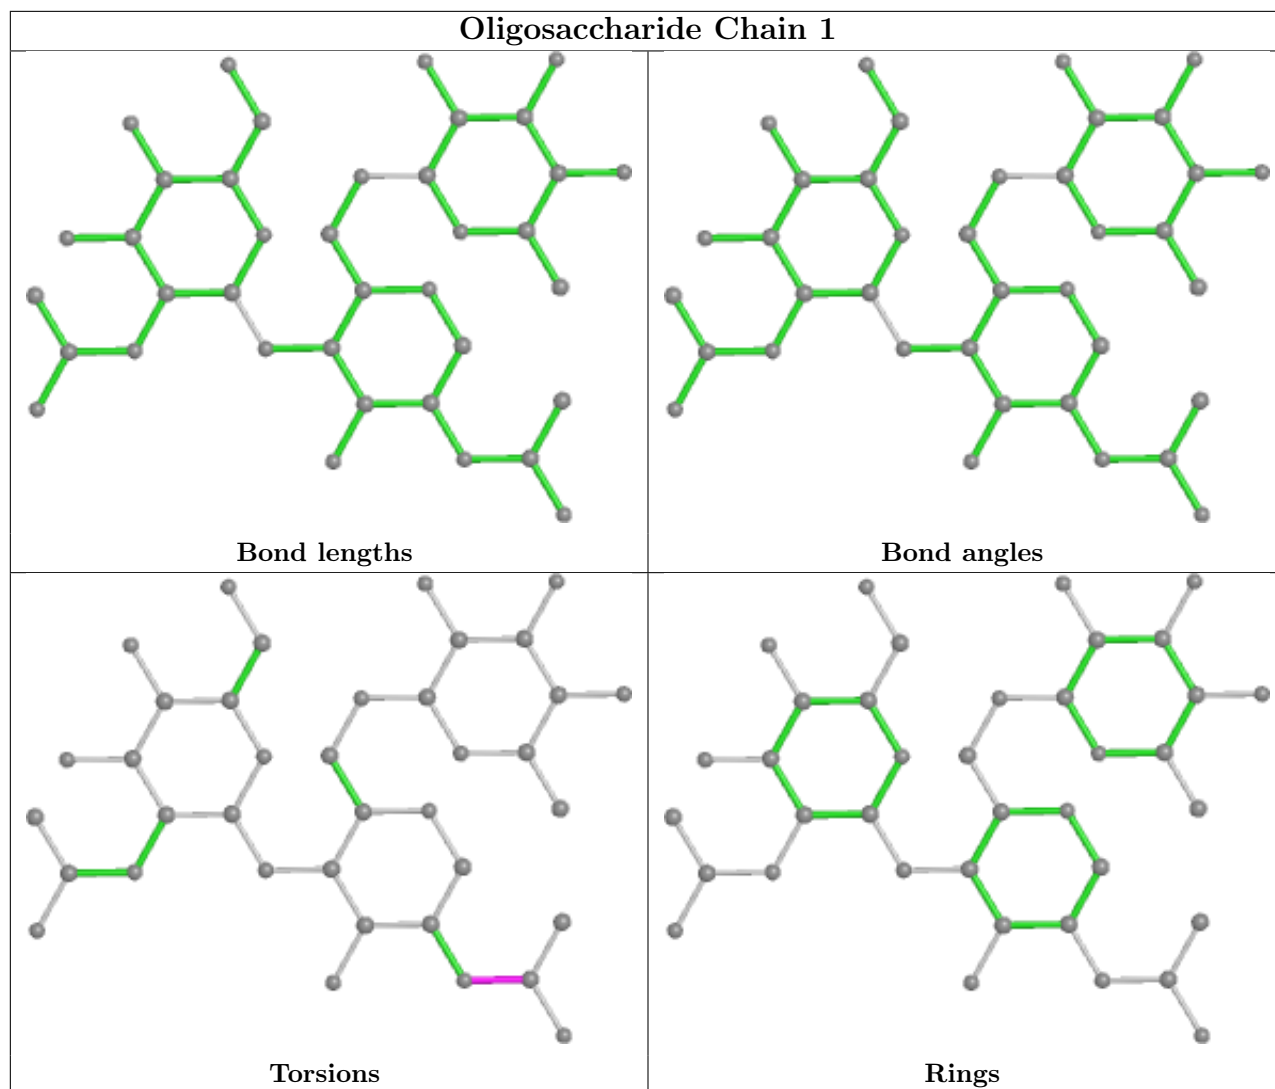 Oligosaccharide Chain 1
Bond lengths
Bond angles
Torsions
Rings